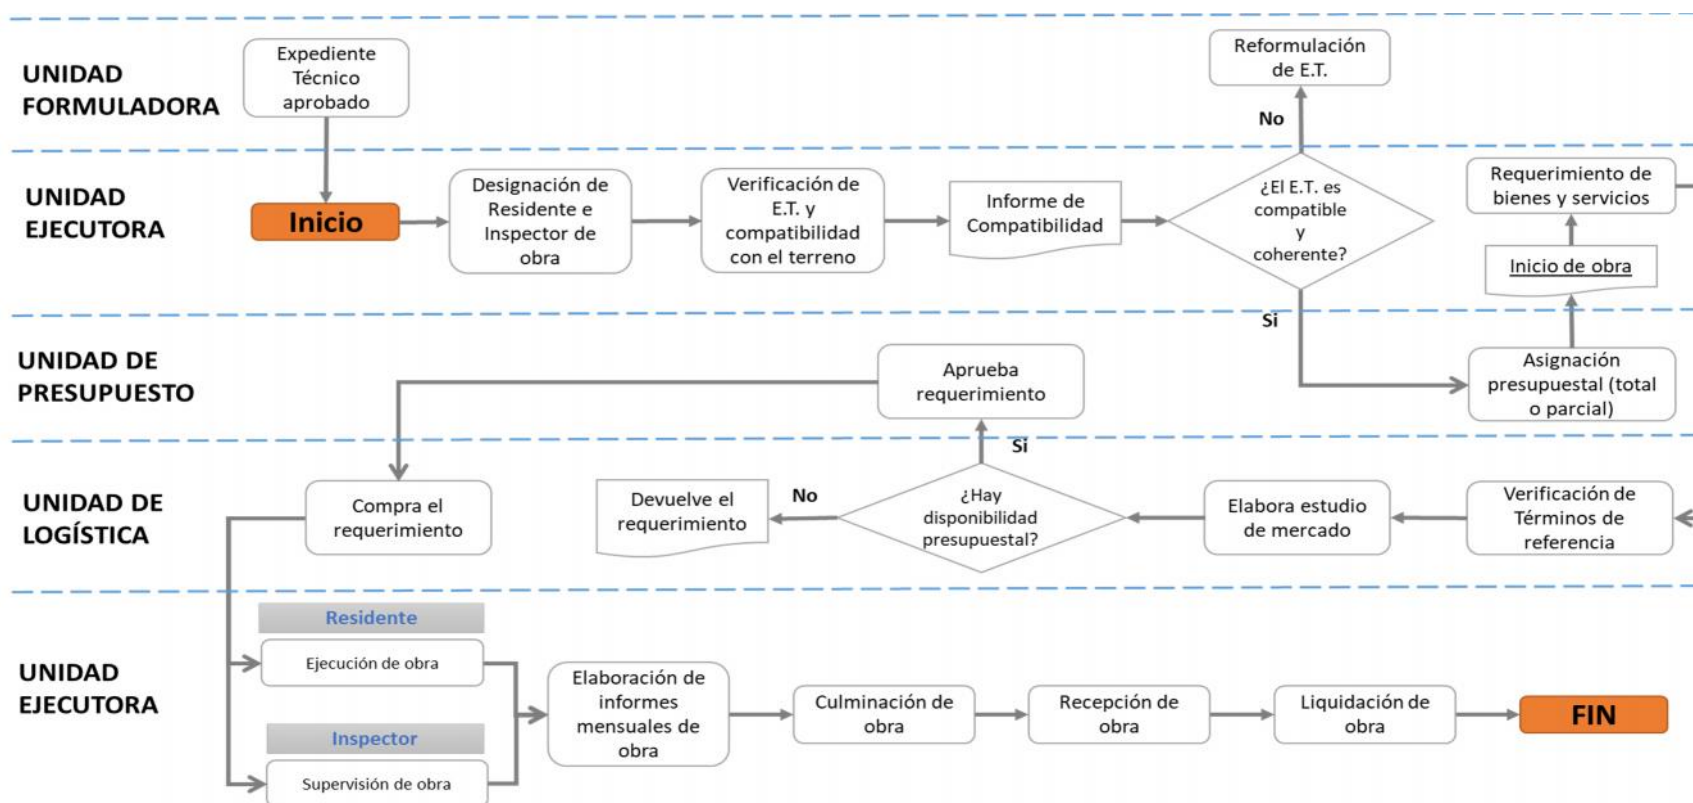 UNIDAD
FORMULADORA
Expediente
Técnico
aprobado
Reformulación
de E.T.
No
UNIDAD
EJECUTORA
Inicio
Designación de
Residente e
Inspector de
obra
Verificación de
E.T. y
compatibilidad
con el terreno
Informe de
Compatibilidad
¿El E.T. es
compatible
y
coherente?
Requerimiento de
bienes y servicios
Inicio de obra
Si
UNIDAD DE
PRESUPUESTO
Aprueba
requerimiento
Asignación
presupuestal (total
o parcial)
Si
UNIDAD DE
LOGÍSTICA
Compra el
requerimiento
Devuelve el
requerimiento
No
¿Hay
disponibilidad
presupuestal?
Elabora estudio
de mercado
Verificación de
Términos de
referencia
UNIDAD
EJECUTORA
Residente
Ejecución de obra
Inspector
Supervisión de obra
Elaboración de
informes
mensuales de
obra
Culminación de
obra
Recepción de
obra
Liquidación de
obra
FIN